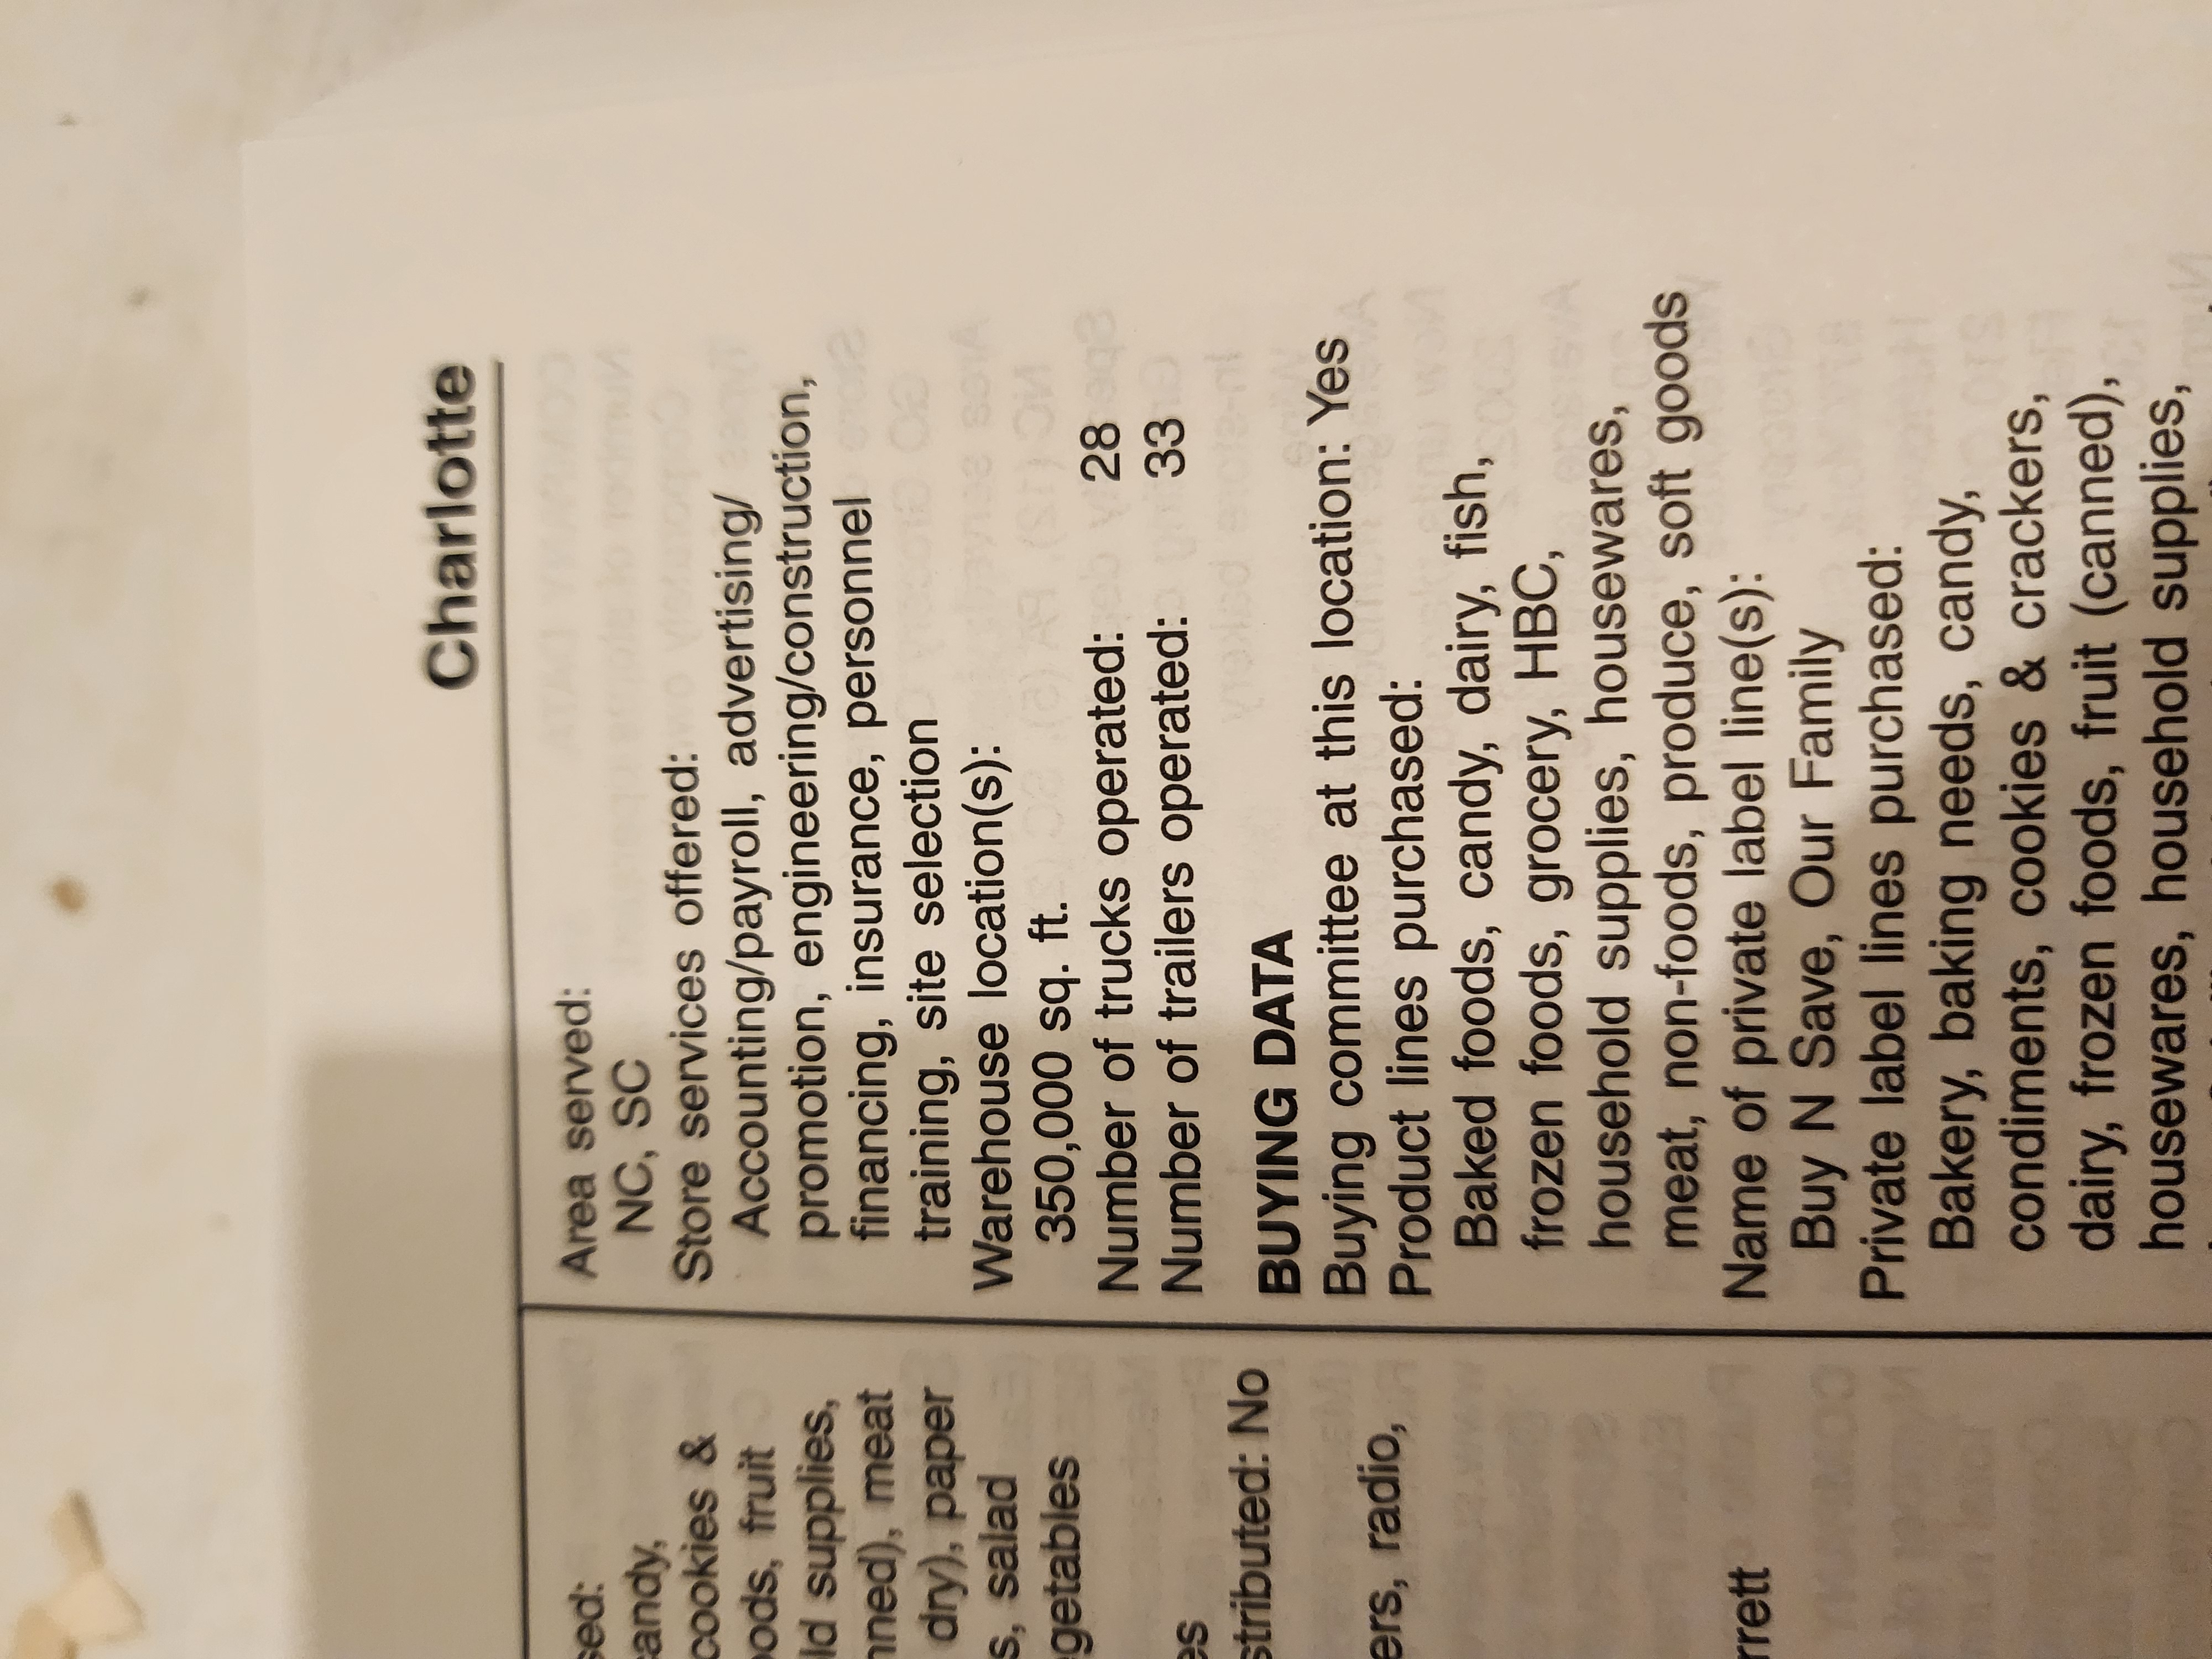 Charlotte
sed:
andy,
cookies &
ods, fruit
ld supplies,
nned), meat
dry), paper
s, salad
getables
es
stributed: No
ers, radio,
rrett
Area served:
NC, SC
Store services offered:
Accounting/payroll, advertising/
promotion, engineering/construction,
financing, insurance, personnel
training, site selection
Warehouse location(s):
350,000 sq. ft.
Number of trucks operated: 28
Number of trailers operated: 33
BUYING DATA
Buying committee at this location: Yes
Product lines purchased:
Baked foods, candy, dairy, fish,
frozen foods, grocery, HBC,
household supplies, housewares,
meat, non-foods, produce, soft goods
Name of private label line(s):
Buy N Save, Our Family
Private label lines purchased:
Bakery, baking needs, candy,
condiments, cookies & crackers,
dairy, frozen foods, fruit (canned),
housewares, household supplies,